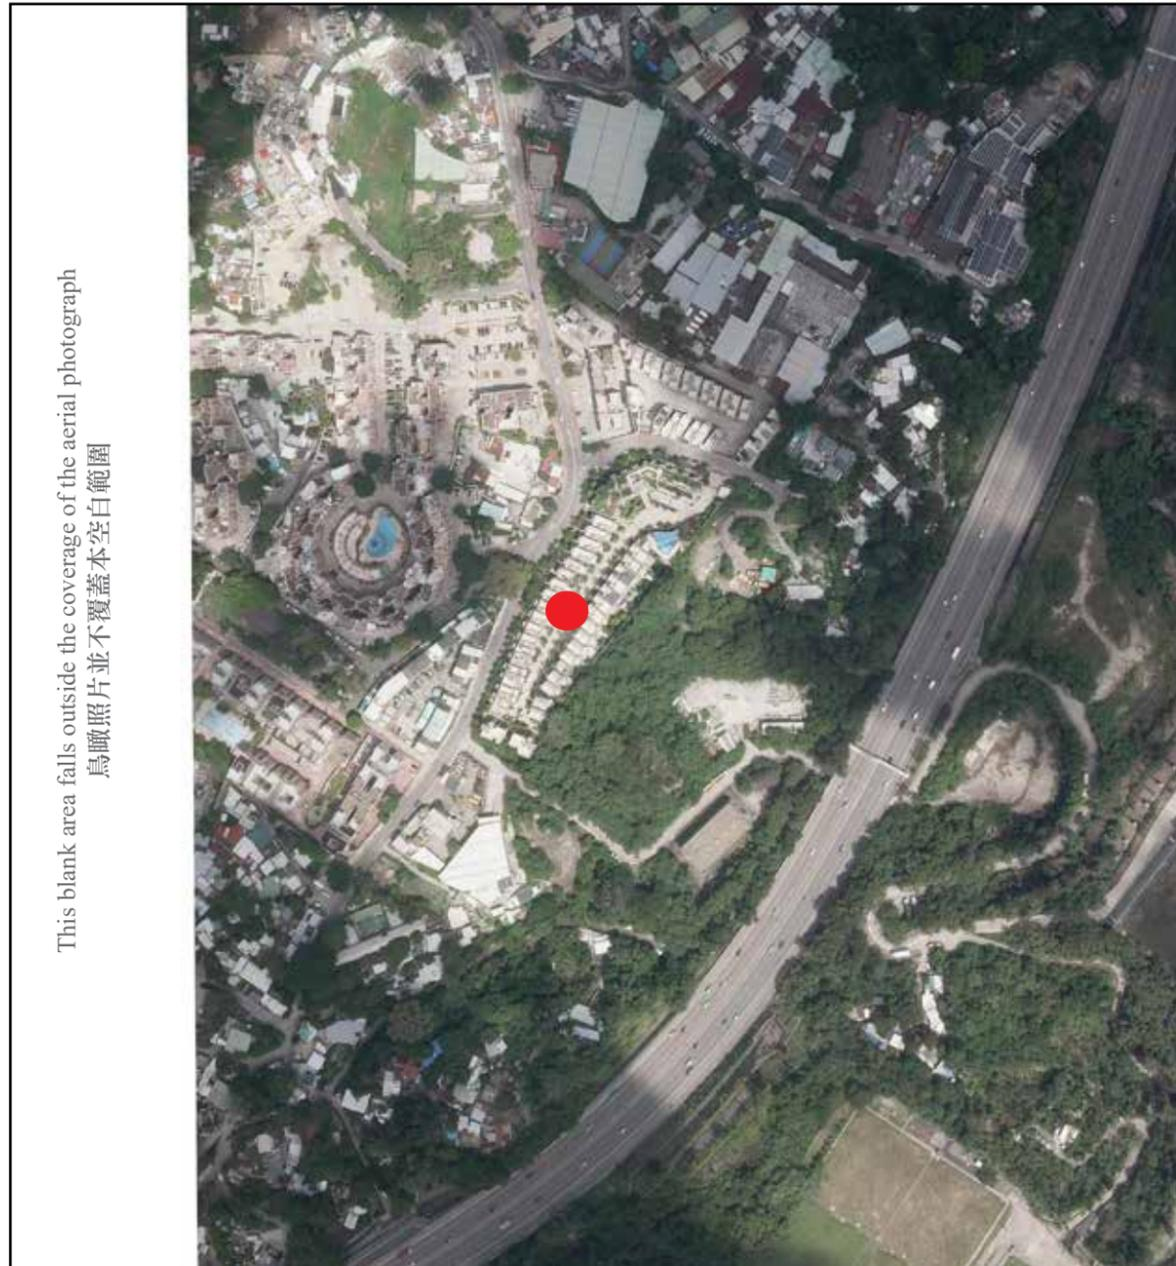 This blank area falls outside the coverage of the aerial photograph
鳥瞰照片並不覆蓋本空白範圍